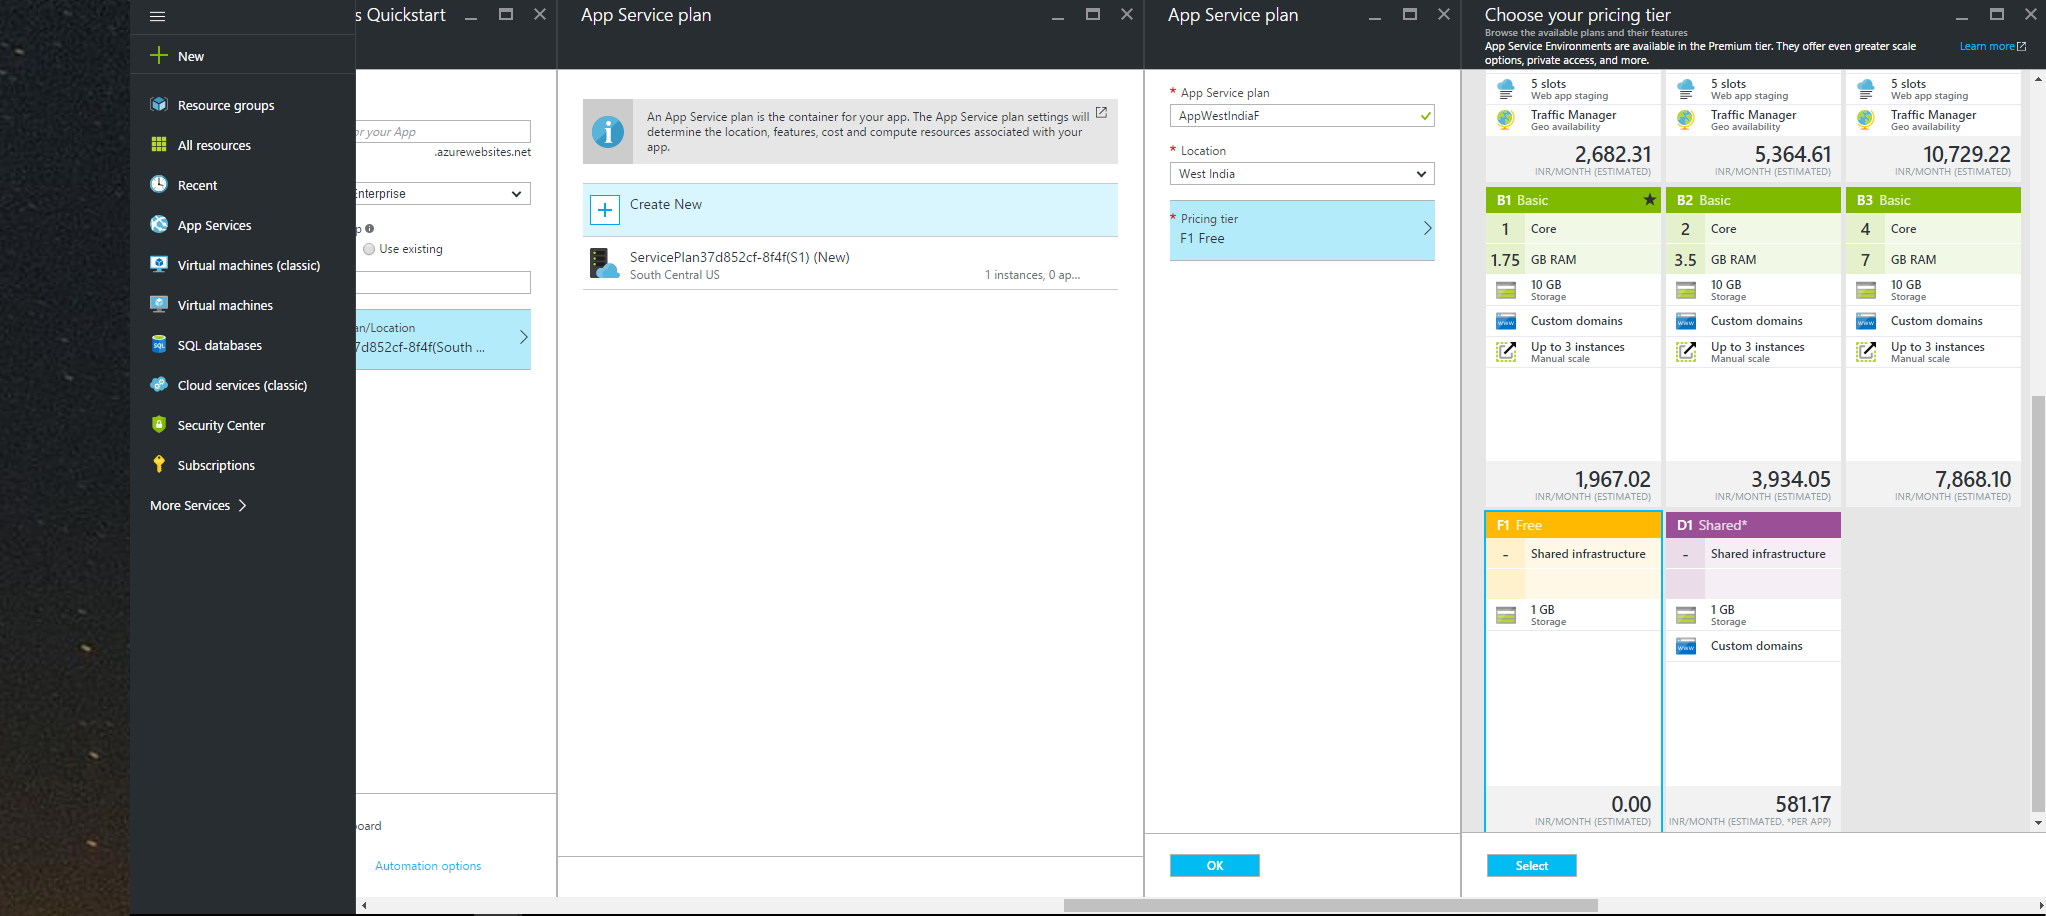 New
Resource groups
All resources
Recent
App Services
Virtual machines (classic)
Virtual machines
SQL databases
Cloud services (classic)
Security Center
Subscriptions
More Services
s Quickstart
or your App
.azurewebsites.net
Enterprise
p
Use existing
an/Location
7d852cf-8f4f(South ...
board
Automation options
App Service plan
An App Service plan is the container for your app. The App Service plan settings will
determine the location, features, cost and compute resources associated with your
app.
Create New
ServicePlan37d852cf-8f4f(S1) (New)
South Central US
1 instances, 0 ap...
App Service plan
* App Service plan
AppWestIndiaF
* Location
West India
* Pricing tier
F1 Free
OK
Choose your pricing tier
Browse the available plans and their features
App Service Environments are available in the Premium tier. They offer even greater scale
options, private access, and more.
Learn more
5 slots
Web app staging
Traffic Manager
Geo availability
2,682.31
INR/MONTH (ESTIMATED)
5 slots
Web app staging
Traffic Manager
Geo availability
5,364.61
INR/MONTH (ESTIMATED)
5 slots
Web app staging
Traffic Manager
Geo availability
10,729.22
INR/MONTH (ESTIMATED)
B1 Basic
1 Core
1.75 GB RAM
10 GB
Storage
Custom domains
Up to 3 instances
Manual scale
1,967.02
INR/MONTH (ESTIMATED)
B2 Basic
2 Core
3.5 GB RAM
10 GB
Storage
Custom domains
Up to 3 instances
Manual scale
3,934.05
INR/MONTH (ESTIMATED)
B3 Basic
4 Core
7 GB RAM
10 GB
Storage
Custom domains
Up to 3 instances
Manual scale
7,868.10
INR/MONTH (ESTIMATED)
F1 Free
- Shared infrastructure
1 GB
Storage
0.00
INR/MONTH (ESTIMATED)
D1 Shared*
- Shared infrastructure
1 GB
Storage
Custom domains
581.17
INR/MONTH (ESTIMATED, *PER APP)
Select